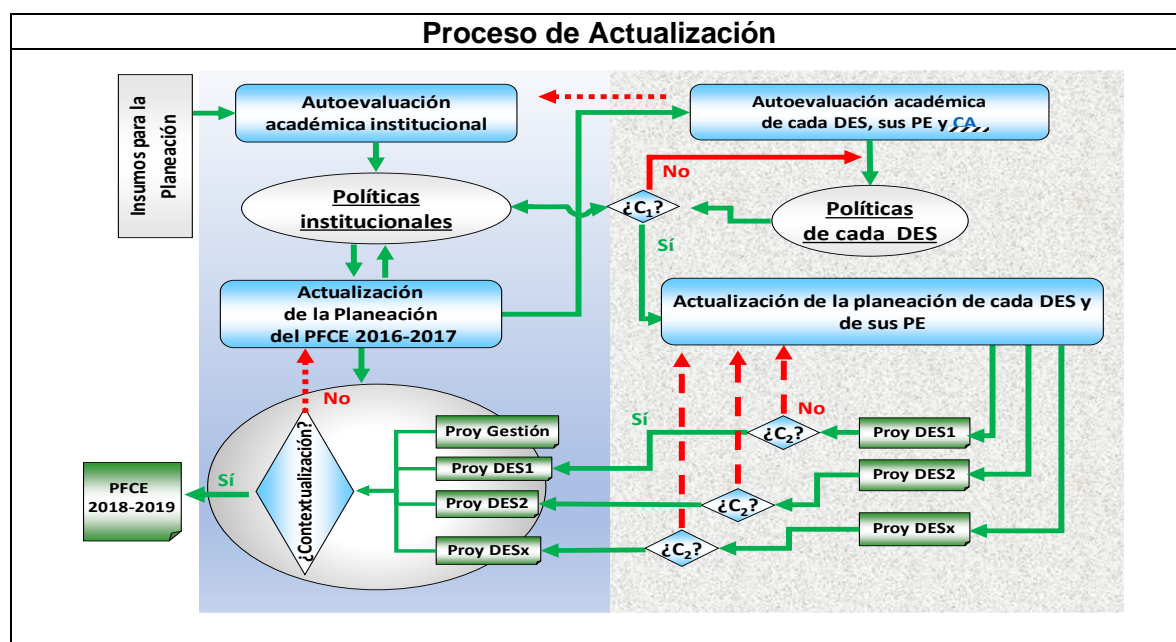 Proceso de Actualización
Insumos para la
Planeación
Autoevaluación
académica institucional
Autoevaluación académica
de cada DES, sus PE y CA
No
Políticas
institucionales
¿C1?
Políticas
de cada DES
Sí
Actualización
de la Planeación
del PFCE 2016-2017
Actualización de la planeación de cada DES y
de sus PE
No
¿Contextualización?
Sí
PFCE
2018-2019
Proy Gestión
Proy DES1
Proy DES2
Proy DESx
Sí
No
¿C2?
¿C2?
¿C2?
Proy DES1
Proy DES2
Proy DESx